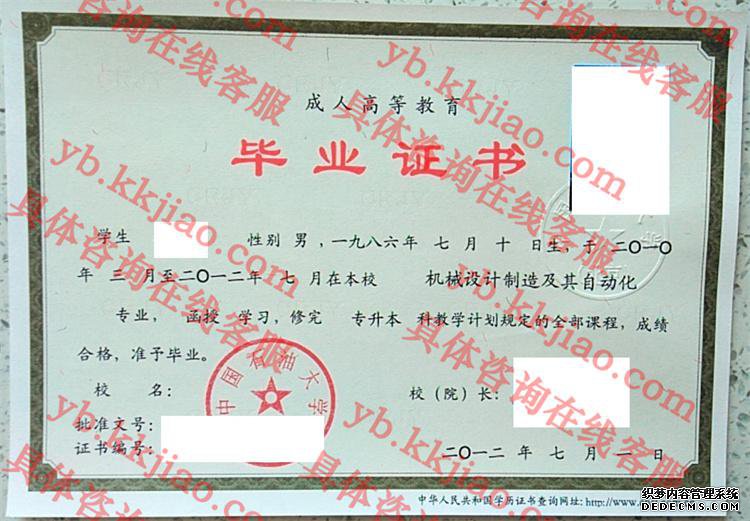 成人高等教育
毕业证书
学生 性别 男 ,一九八六年 七 月 十 日生,于 二〇一〇
年 三 月至二〇一二年 七 月在本校 机械设计制造及其自动化
专业, 函授 学习,修完 专升本 科教学计划规定的全部课程,成绩
合格,准予毕业。
校 名:
中国石油大学
校(院)长:
批准文号:
证书编号:
二〇一二 年 七 月 一 日
中华人民共和国学历证书查询网址:http://www.
具体咨询在线客服
yb.kkjiao.com
织梦内容管理系统
DEDECMS.COM